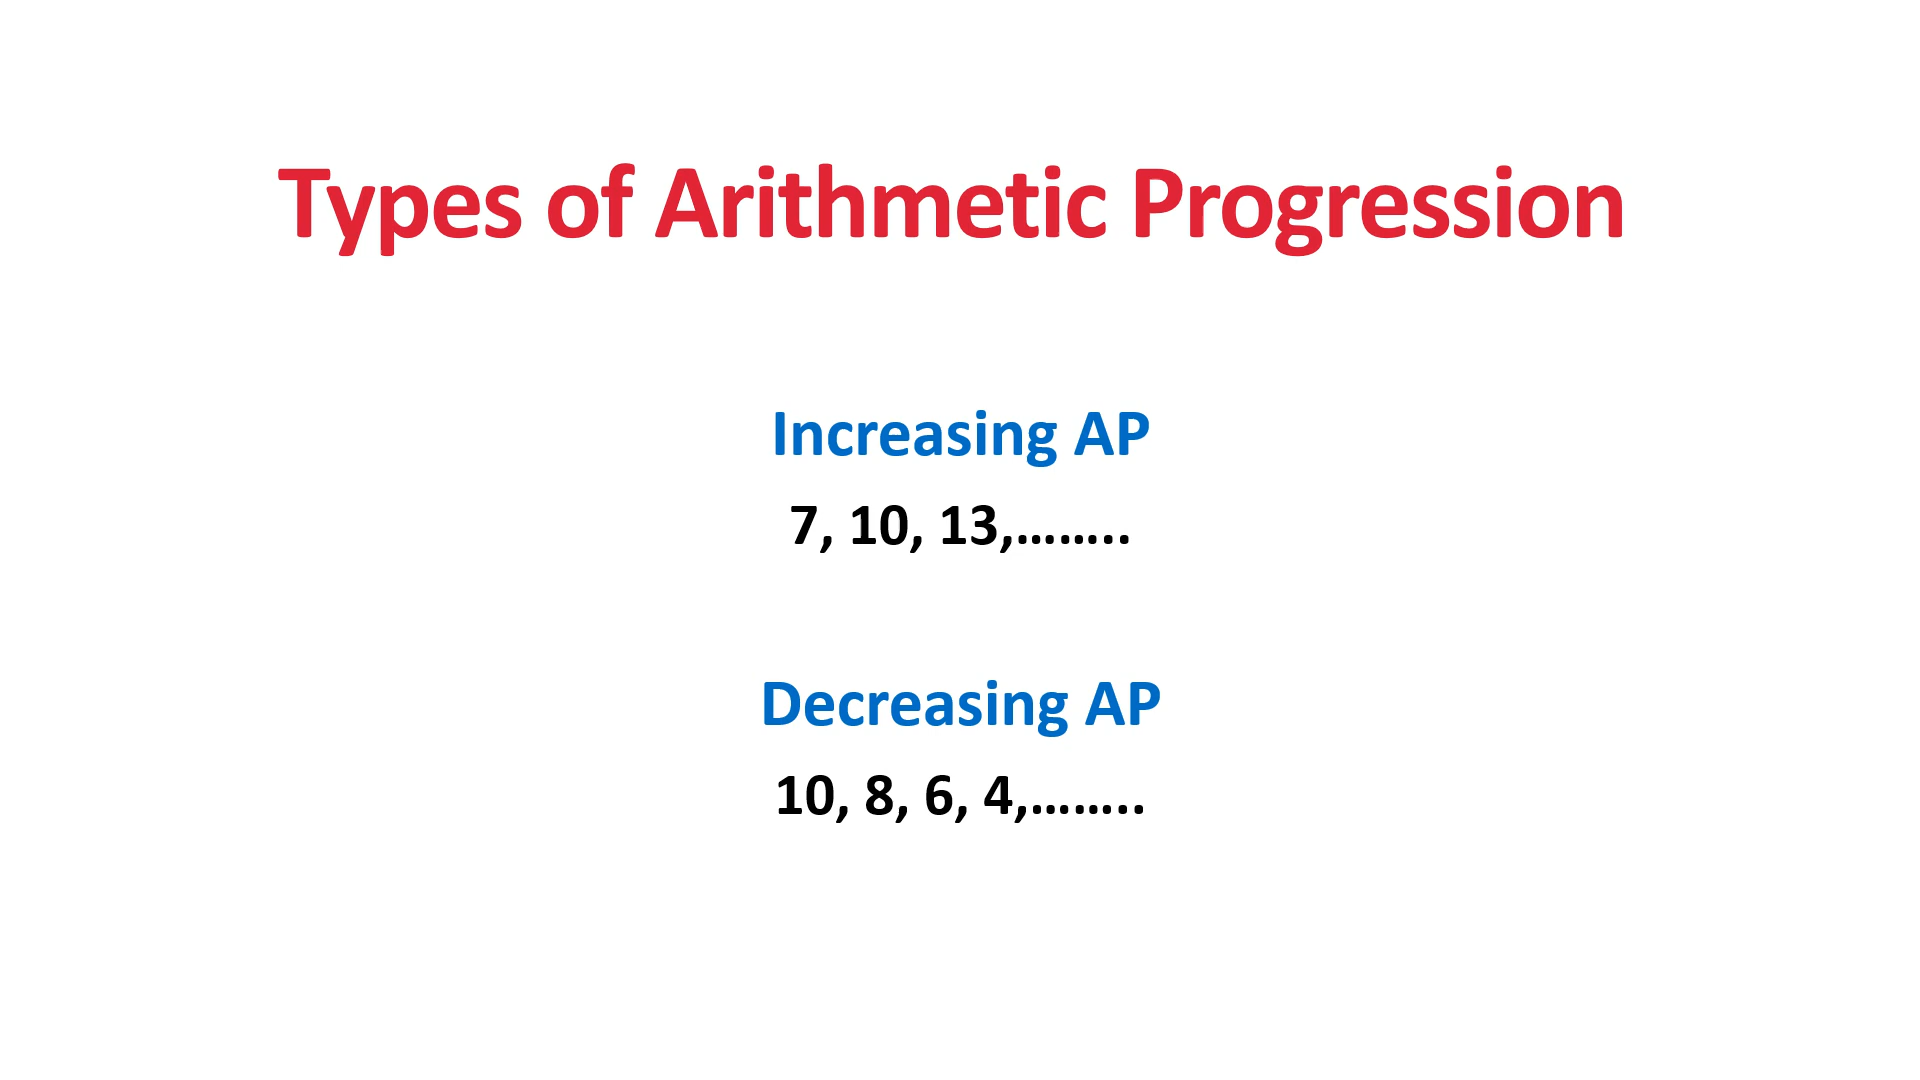 Types of Arithmetic Progression
Increasing AP
7, 10, 13,……..
Decreasing AP
10, 8, 6, 4,……..